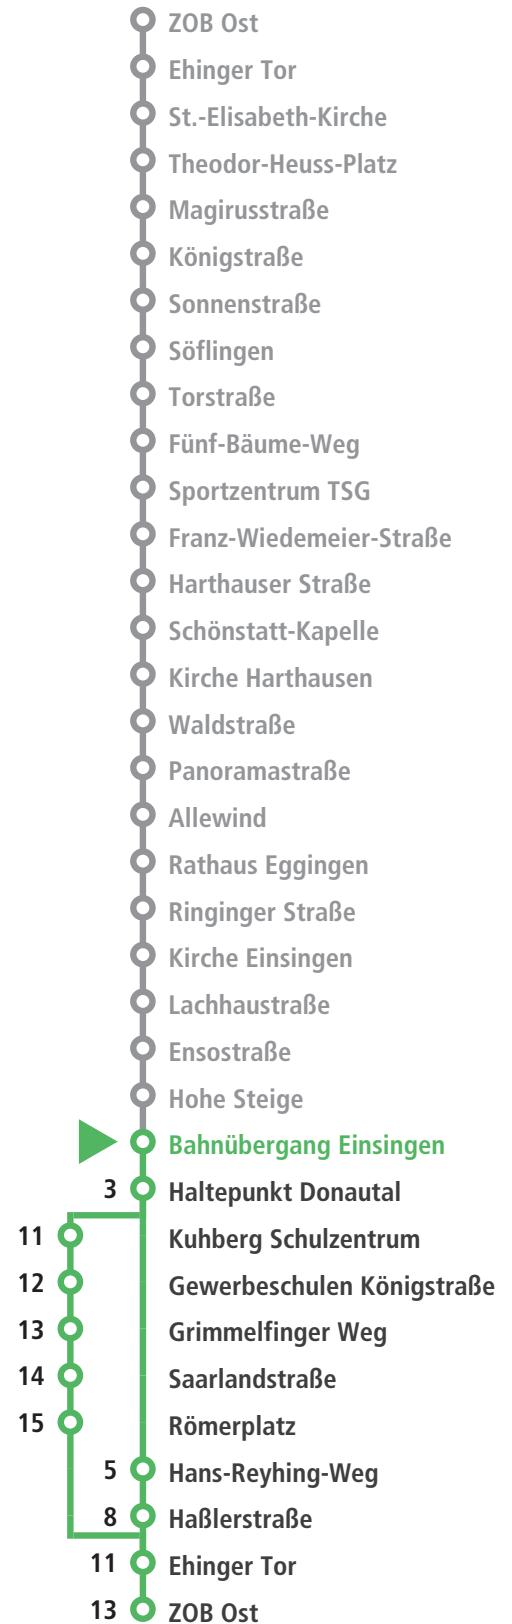 ZOB Ost
Ehinger Tor
St.-Elisabeth-Kirche
Theodor-Heuss-Platz
Magirusstraße
Königstraße
Sonnenstraße
Söflingen
Torstraße
Fünf-Bäume-Weg
Sportzentrum TSG
Franz-Wiedemeier-Straße
Harthauser Straße
Schönstatt-Kapelle
Kirche Harthausen
Waldstraße
Panoramastraße
Allewind
Rathaus Eggingen
Ringinger Straße
Kirche Einsingen
Lachhaustraße
Ensostraße
Hohe Steige
Bahnübergang Einsingen
3 Haltepunkt Donautal
11 Kuhberg Schulzentrum
12 Gewerbeschulen Königstraße
13 Grimmelfinger Weg
14 Saarlandstraße
15 Römerplatz
5 Hans-Reyhing-Weg
8 Haßlerstraße
11 Ehinger Tor
13 ZOB Ost